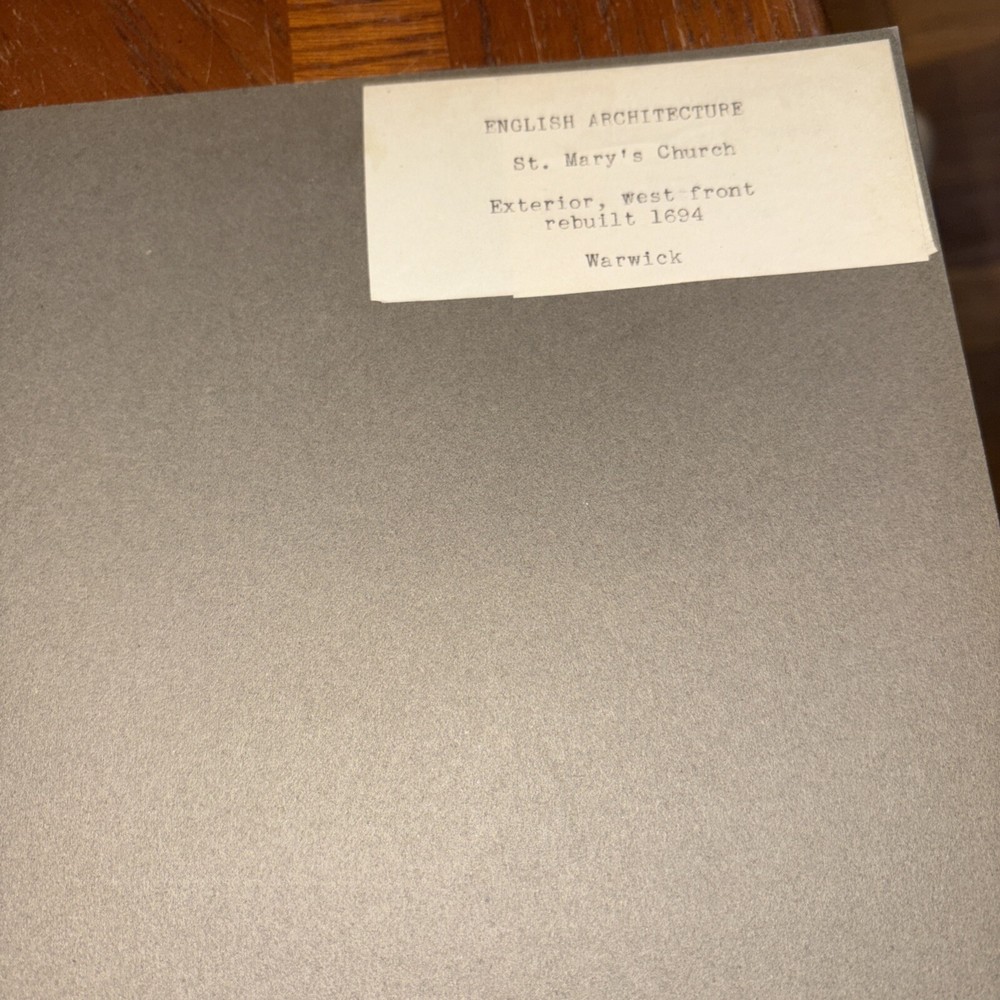 ENGLISH ARCHITECTURE
St. Mary's Church
Exterior, west front
rebuilt 1694
Warwick